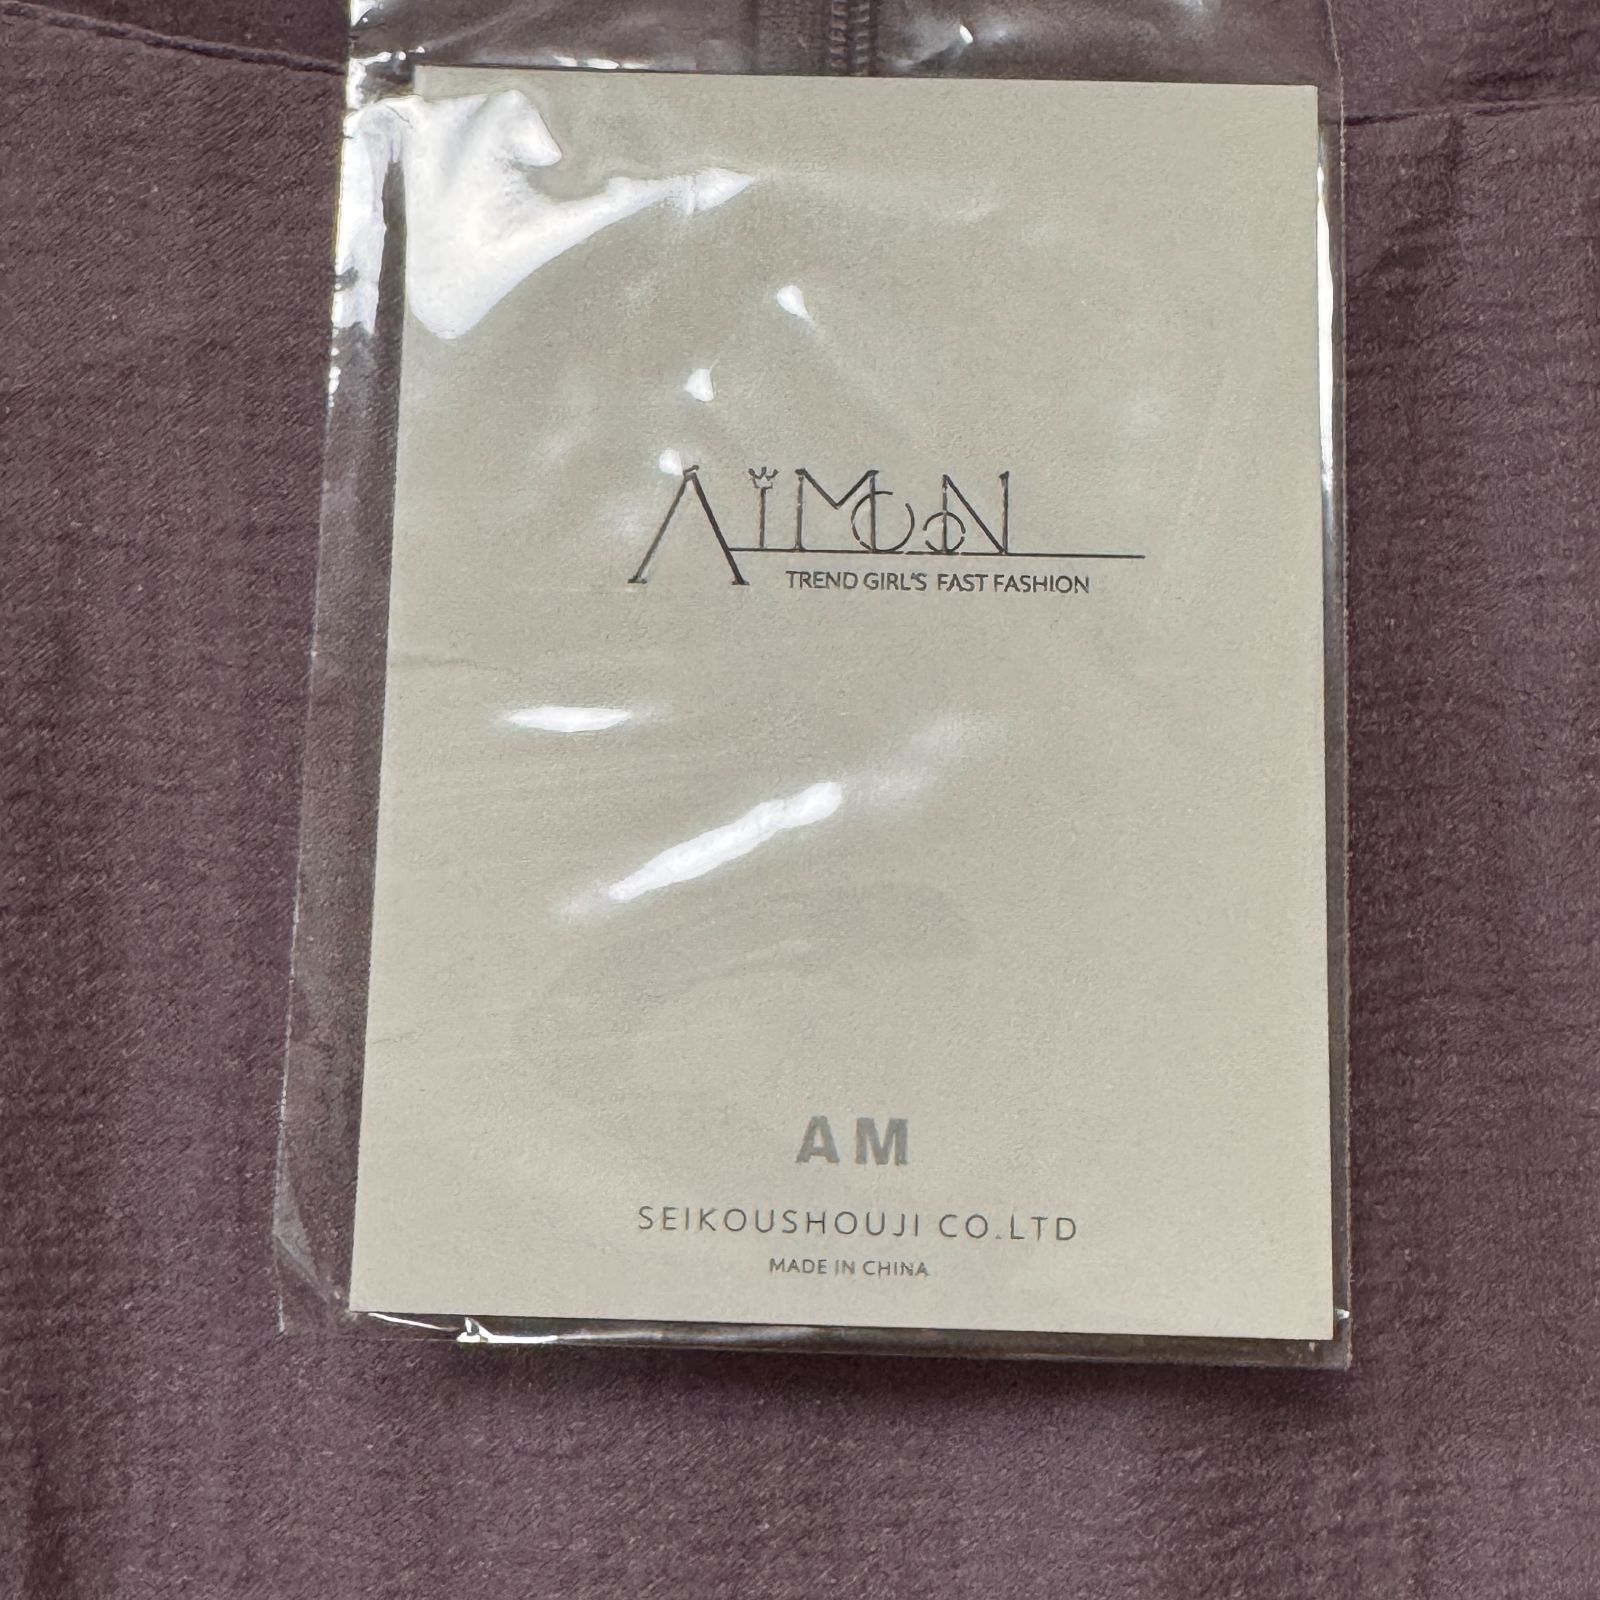 AiMoon
TREND GIRL'S FAST FASHION
AM
SEIKOUSHOUJI CO.LTD
MADE IN CHINA